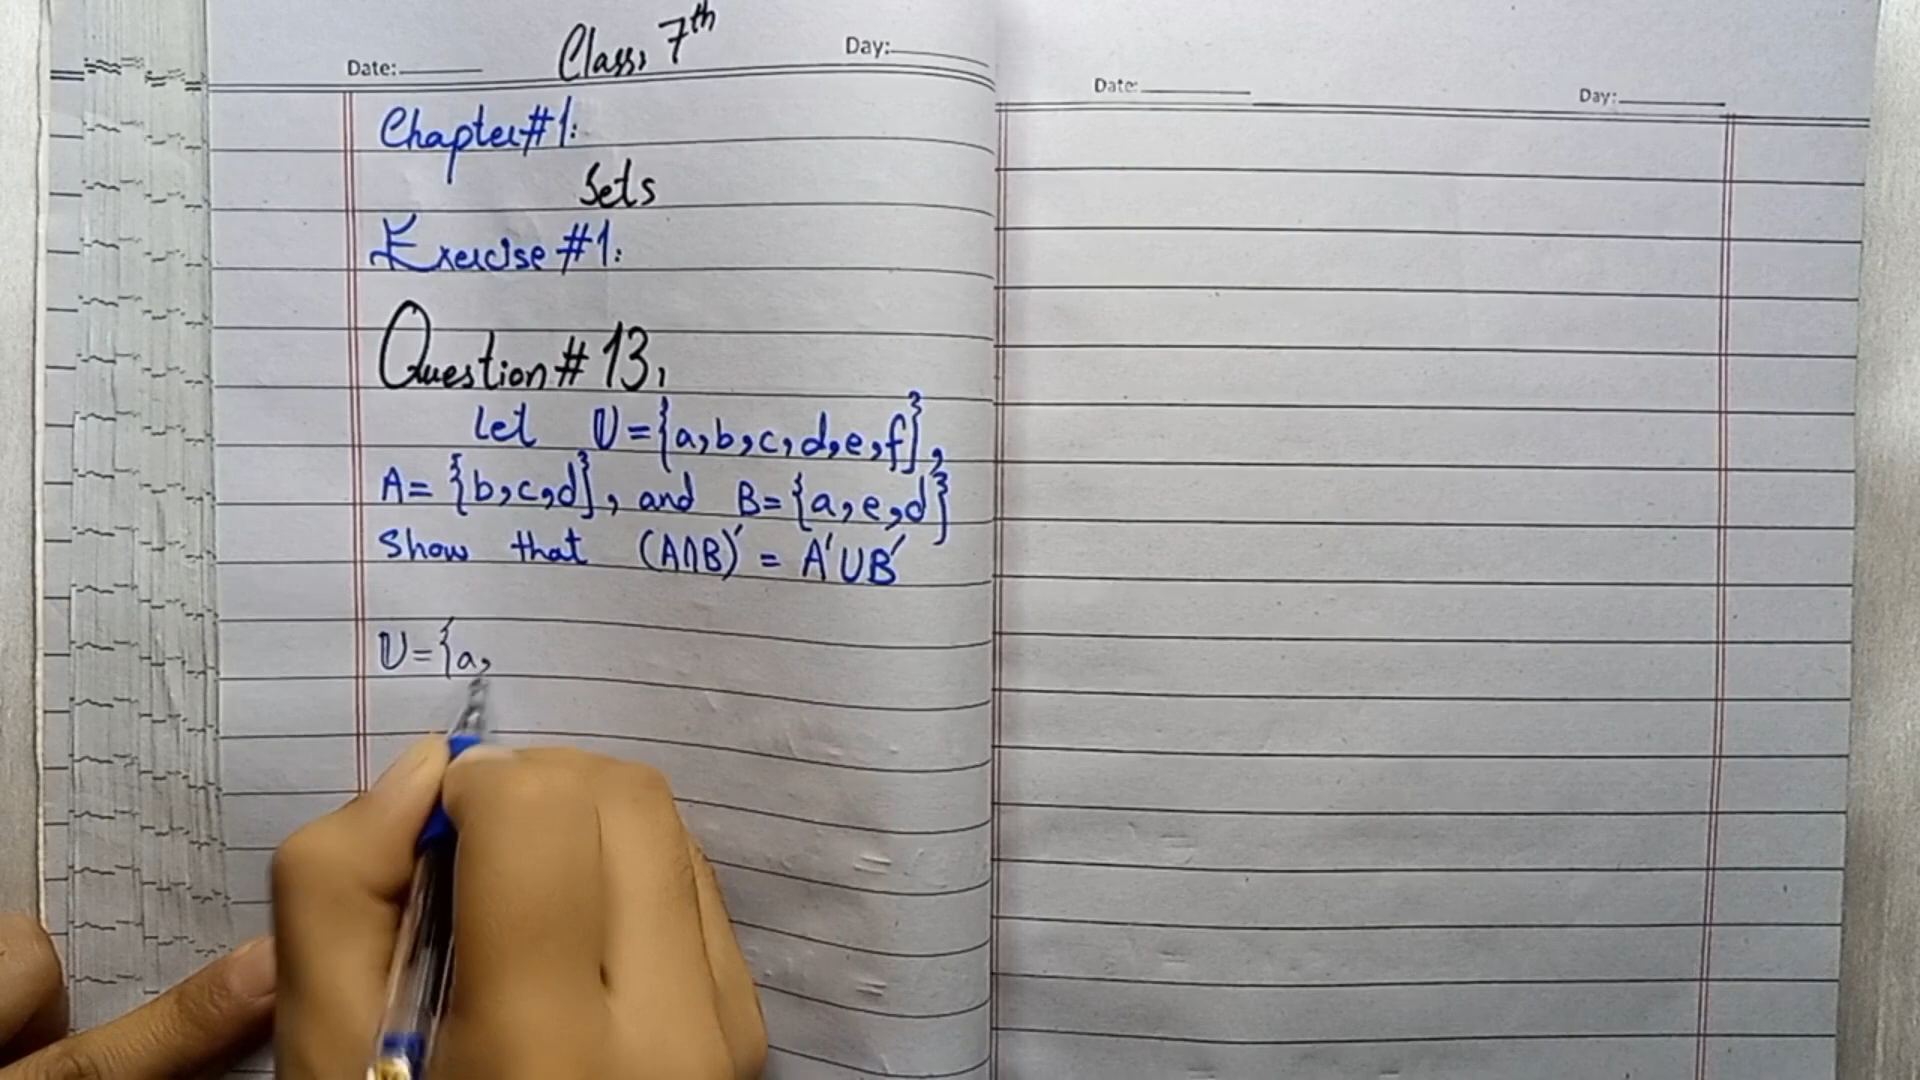 Class, 7th
Date:
Day:
Chapter#1:
Sets
Exercise #1:
Question# 13,
Let U={a,b,c,d,e,f},
A= {b,c,d}, and B={a,e,d}
Show that (A∩B)′ = A′∪B′
U={a,
Date:
Day: